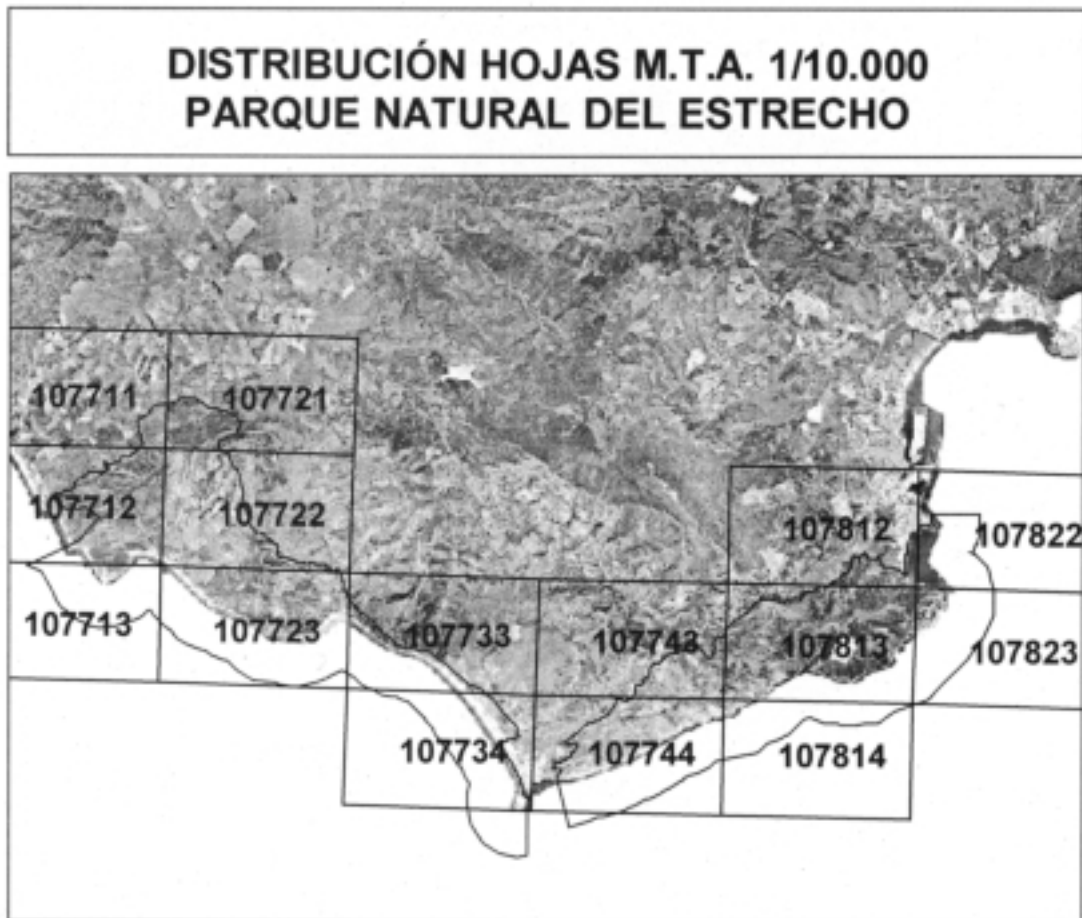 DISTRIBUCIÓN HOJAS M.T.A. 1/10.000
PARQUE NATURAL DEL ESTRECHO
107711 107721
107712 107722 107812 107822
107713 107723 107733 107743 107813 107823
107734 107744 107814